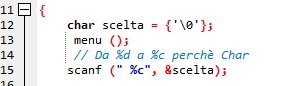 11 {
12 char scelta = {'\0'};
13 menu ();
14 // Da %d a %c perchè Char
15 scanf (" %c", &scelta);